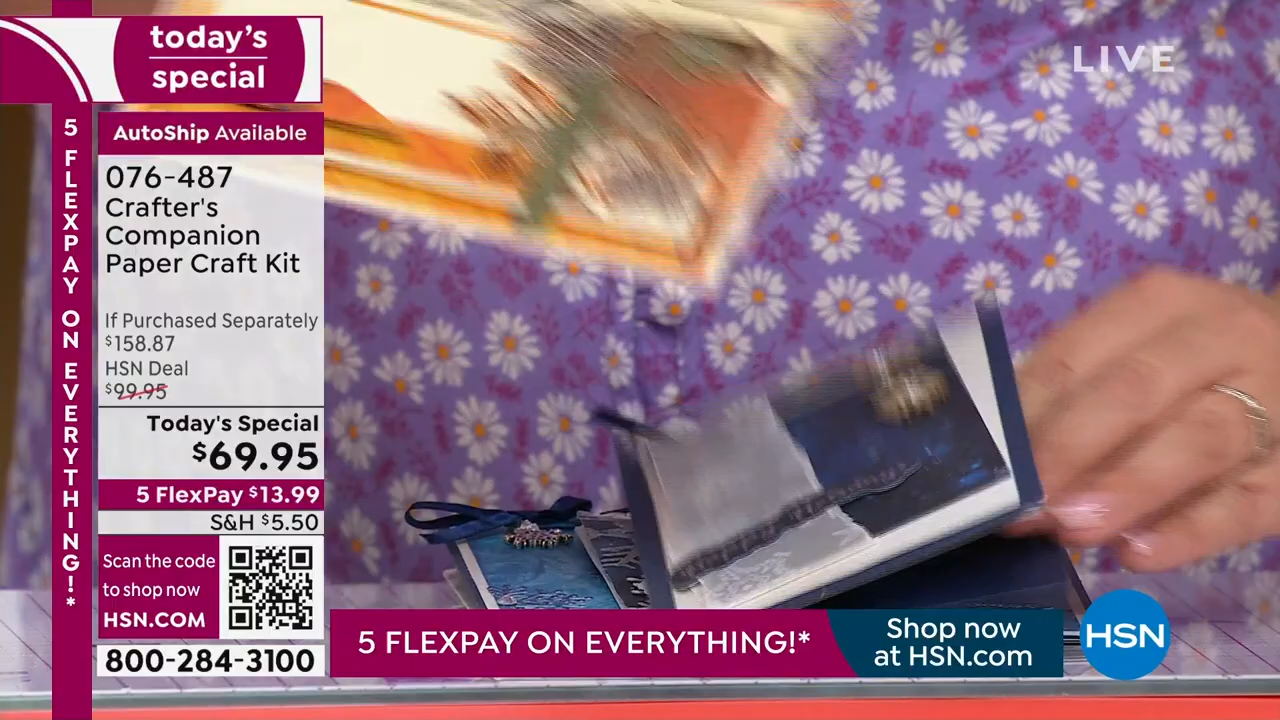 today's
special
LIVE
5 FLEXPAY ON EVERYTHING!*
AutoShip Available
076-487
Crafter's
Companion
Paper Craft Kit
If Purchased Separately
$158.87
HSN Deal
$99.95
Today's Special
$69.95
5 FlexPay $13.99
S&H $5.50
Scan the code
to shop now
HSN.COM
800-284-3100
5 FLEXPAY ON EVERYTHING!*
Shop now
at HSN.com
HSN